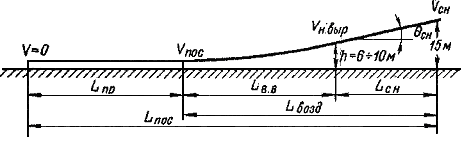 V=0
Vпос
Vн.выр
Vсн
θсн
h=6÷10м
15м
Lпр
Lв.в
Lсн
Lвозд
Lпос